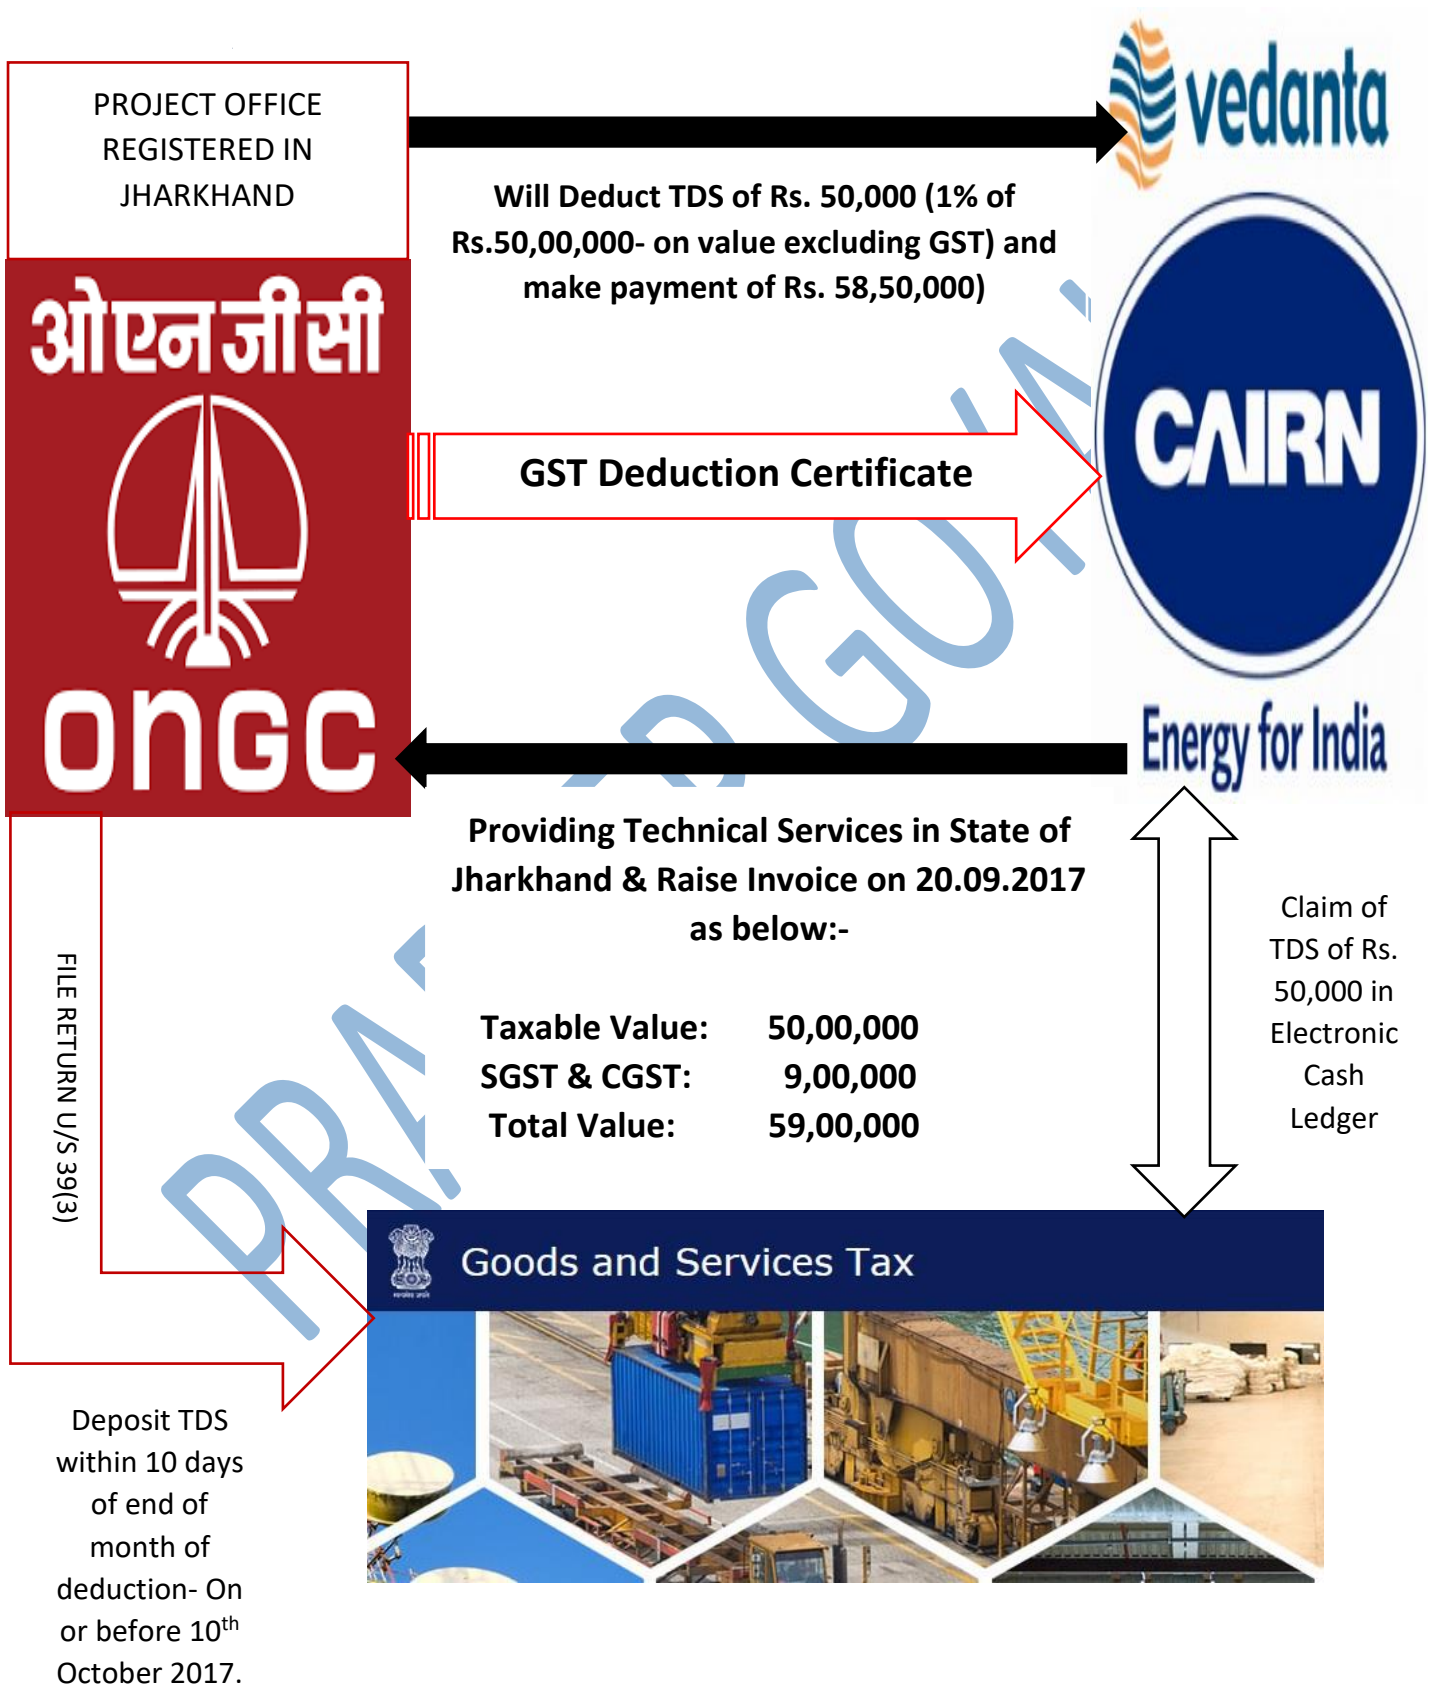 PROJECT OFFICE
REGISTERED IN
JHARKHAND
vedanta
Will Deduct TDS of Rs. 50,000 (1% of
Rs.50,00,000- on value excluding GST) and
make payment of Rs. 58,50,000)
ओएनजीसी
CAIRN
GST Deduction Certificate
ONGC
Energy for India
Providing Technical Services in State of
Jharkhand & Raise Invoice on 20.09.2017
as below:-
Taxable Value: 50,00,000
SGST & CGST: 9,00,000
Total Value: 59,00,000
Claim of
TDS of Rs.
50,000 in
Electronic
Cash
Ledger
FILE RETURN U/S 39(3)
Goods and Services Tax
Deposit TDS
within 10 days
of end of
month of
deduction- On
or before 10th
October 2017.